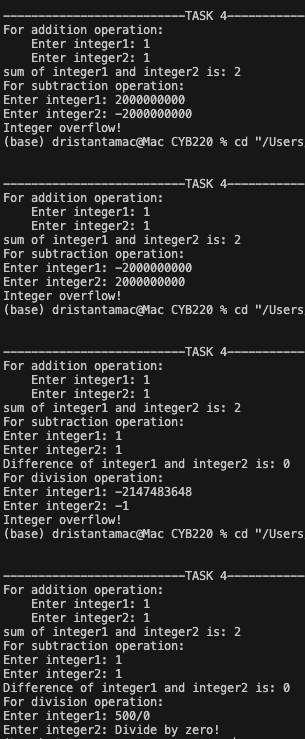 --------------------------TASK 4--------------------------
For addition operation:
    Enter integer1: 1
    Enter integer2: 1
sum of integer1 and integer2 is: 2
For subtraction operation:
Enter integer1: 2000000000
Enter integer2: -2000000000
Integer overflow!
(base) dristantamac@Mac CYB220 % cd "/Users
--------------------------TASK 4--------------------------
For addition operation:
    Enter integer1: 1
    Enter integer2: 1
sum of integer1 and integer2 is: 2
For subtraction operation:
Enter integer1: -2000000000
Enter integer2: 2000000000
Integer overflow!
(base) dristantamac@Mac CYB220 % cd "/Users
--------------------------TASK 4--------------------------
For addition operation:
    Enter integer1: 1
    Enter integer2: 1
sum of integer1 and integer2 is: 2
For subtraction operation:
Enter integer1: 1
Enter integer2: 1
Difference of integer1 and integer2 is: 0
For division operation:
Enter integer1: -2147483648
Enter integer2: -1
Integer overflow!
(base) dristantamac@Mac CYB220 % cd "/Users
--------------------------TASK 4--------------------------
For addition operation:
    Enter integer1: 1
    Enter integer2: 1
sum of integer1 and integer2 is: 2
For subtraction operation:
Enter integer1: 1
Enter integer2: 1
Difference of integer1 and integer2 is: 0
For division operation:
Enter integer1: 500/0
Enter integer2: Divide by zero!